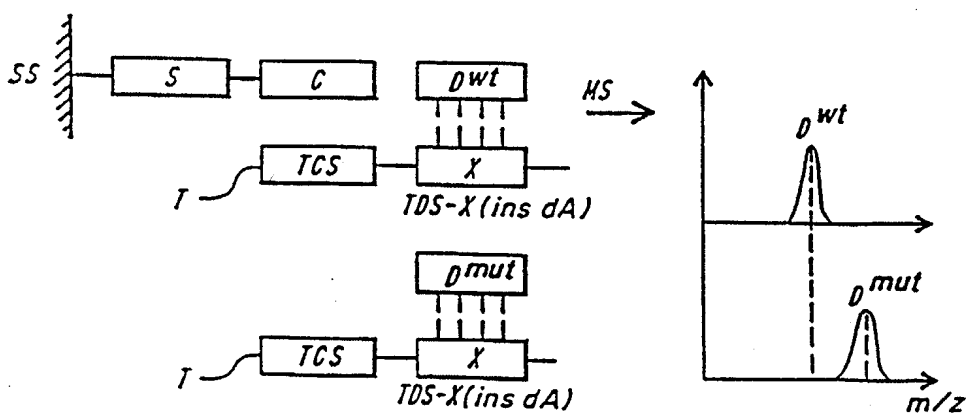 SS
S
C
D wt
MS
T
TCS
X
TDS-X (ins dA)
D mut
T
TCS
X
TDS-X (ins dA)
D wt
D mut
m/z